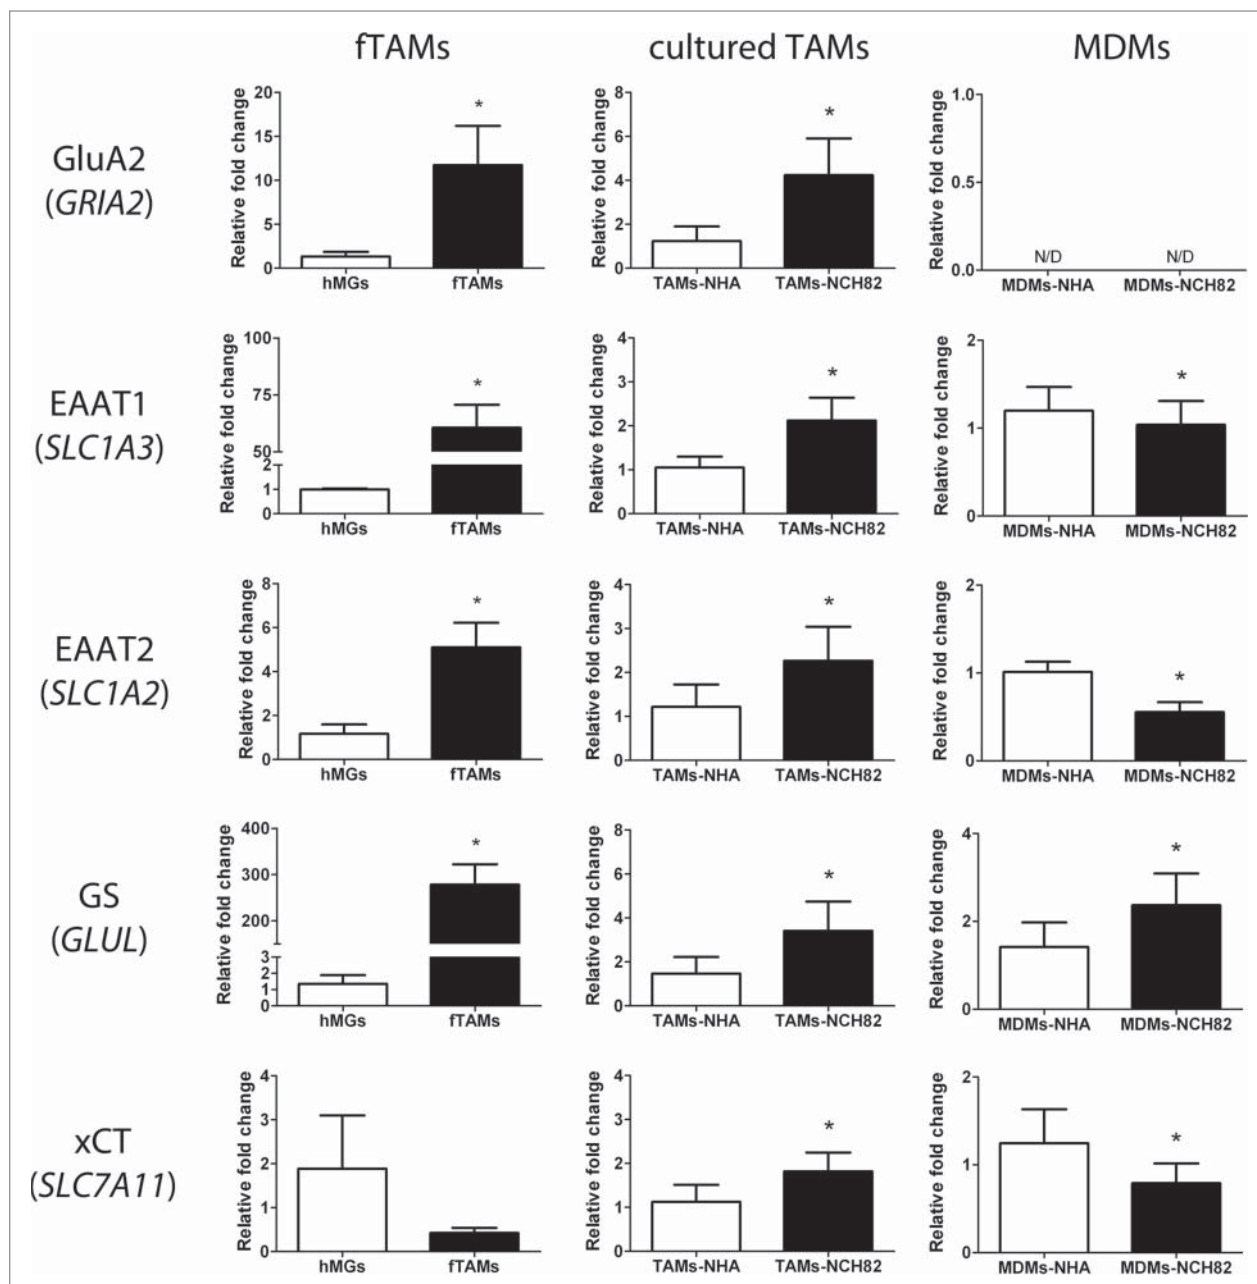 fTAMs cultured TAMs MDMs
GluA2
(GRIA2)
Relative fold change
20
15
10
5
0
*
hMGs fTAMs
Relative fold change
8
6
4
2
0
*
TAMs-NHA TAMs-NCH82
Relative fold change
1.0
0.5
0.0
N/D N/D
MDMs-NHA MDMs-NCH82
EAAT1
(SLC1A3)
Relative fold change
100
75
50
2
1
0
*
hMGs fTAMs
Relative fold change
4
3
2
1
0
*
TAMs-NHA TAMs-NCH82
Relative fold change
2
1
0
*
MDMs-NHA MDMs-NCH82
EAAT2
(SLC1A2)
Relative fold change
8
6
4
2
0
*
hMGs fTAMs
Relative fold change
4
3
2
1
0
*
TAMs-NHA TAMs-NCH82
Relative fold change
2
1
0
*
MDMs-NHA MDMs-NCH82
GS
(GLUL)
Relative fold change
400
300
200
3
2
1
0
*
hMGs fTAMs
Relative fold change
8
6
4
2
0
*
TAMs-NHA TAMs-NCH82
Relative fold change
4
2
0
*
MDMs-NHA MDMs-NCH82
xCT
(SLC7A11)
Relative fold change
4
3
2
1
0
hMGs fTAMs
Relative fold change
4
3
2
1
0
*
TAMs-NHA TAMs-NCH82
Relative fold change
2
1
0
*
MDMs-NHA MDMs-NCH82